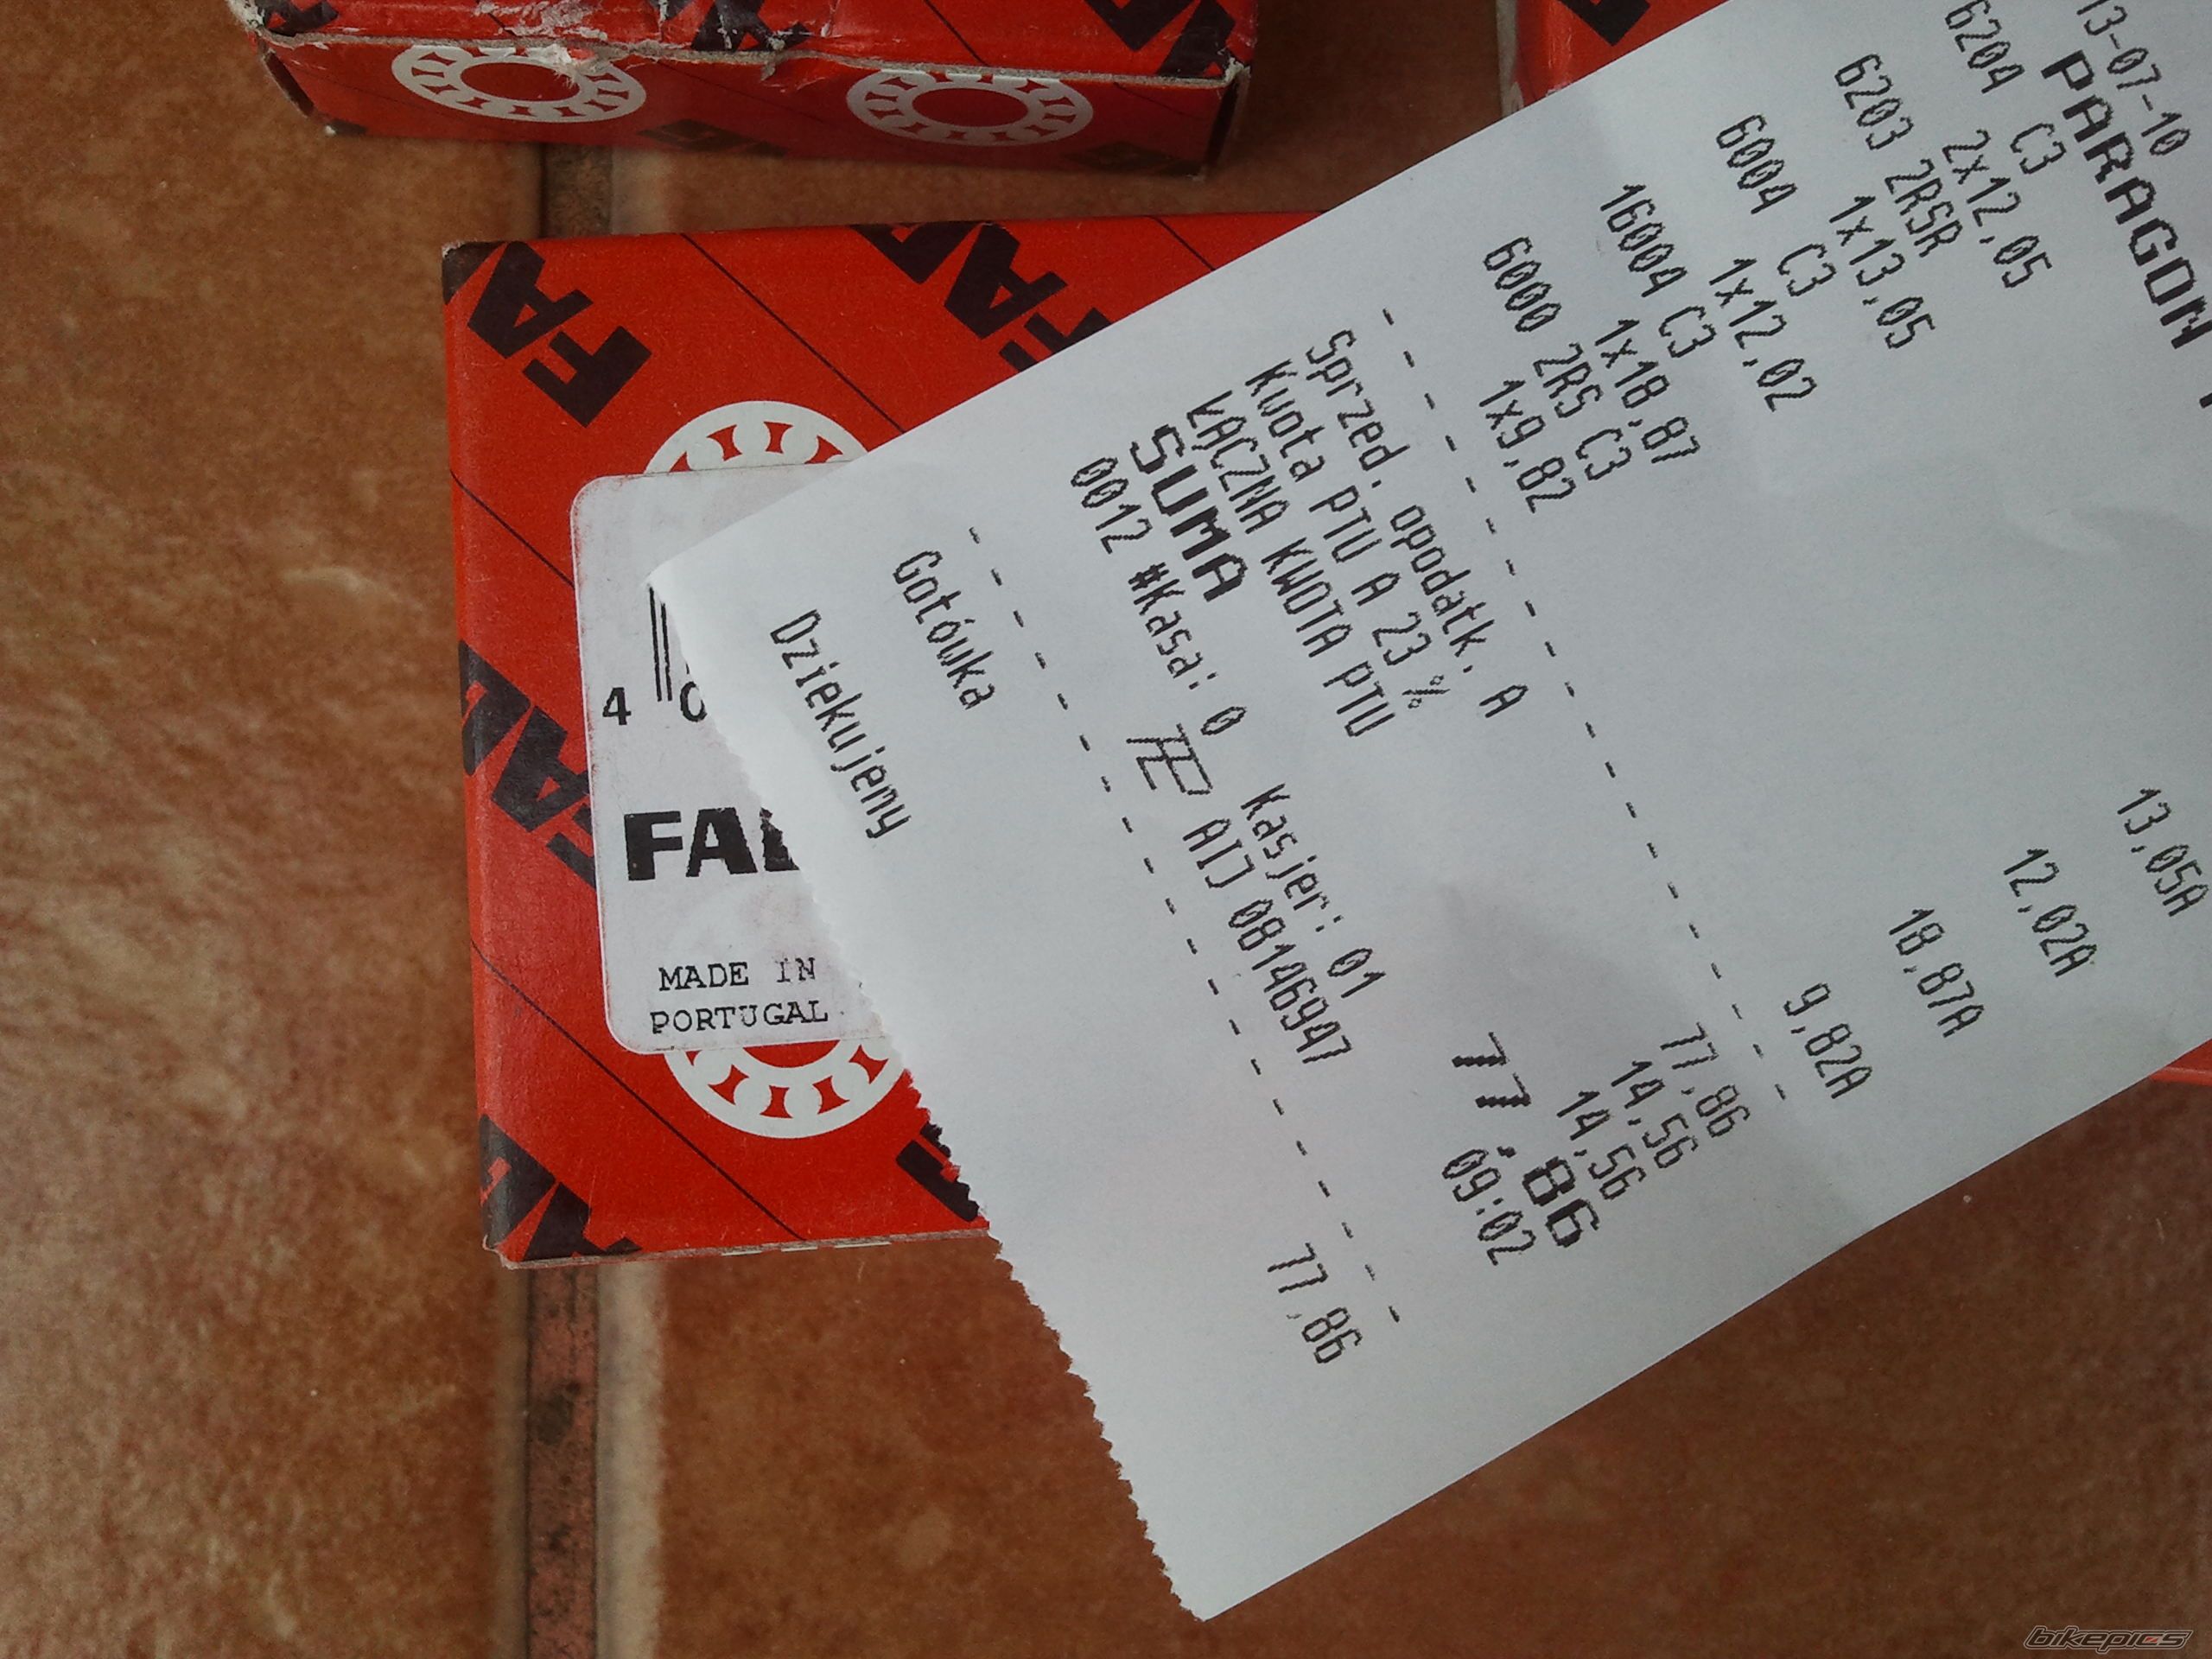 13-07-10
PARAGON
6204 C3
2x12,05
6203 2RSR
1x13,05 13,05A
6004 C3
1x12,02 12,02A
16004 C3
1x18,87 18,87A
6000 2RS C3
1x9,82 9,82A
Sprzed. opodatk. A 77,86
Kwota PTU A 23 % 14,56
ŁĄCZNA KWOTA PTU 14,56
SUMA 77,86
0012 #Kasa: 0 Kasjer: 01 09:02
AIJ 08146947
Gotówka 77,86
Dziekujemy
4 0
FAG
MADE IN
PORTUGAL
bikepics